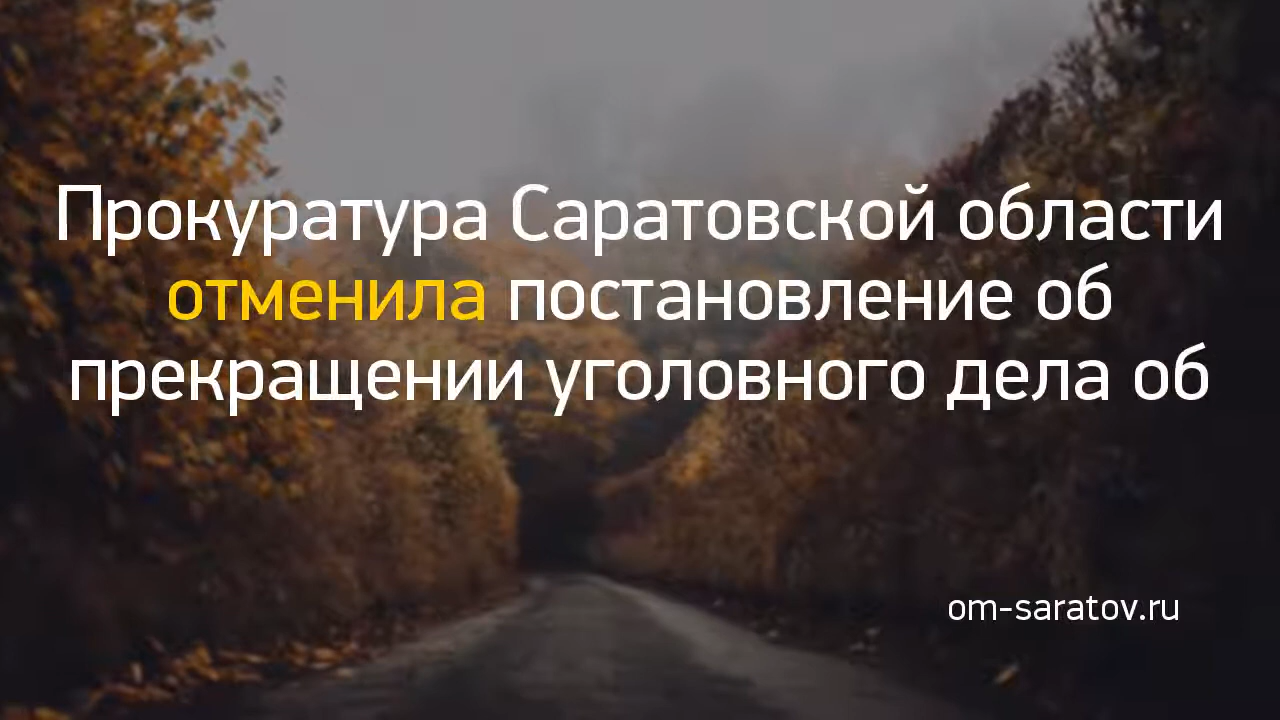 Прокуратура Саратовской области
отменила постановление об
прекращении уголовного дела об
om-saratov.ru